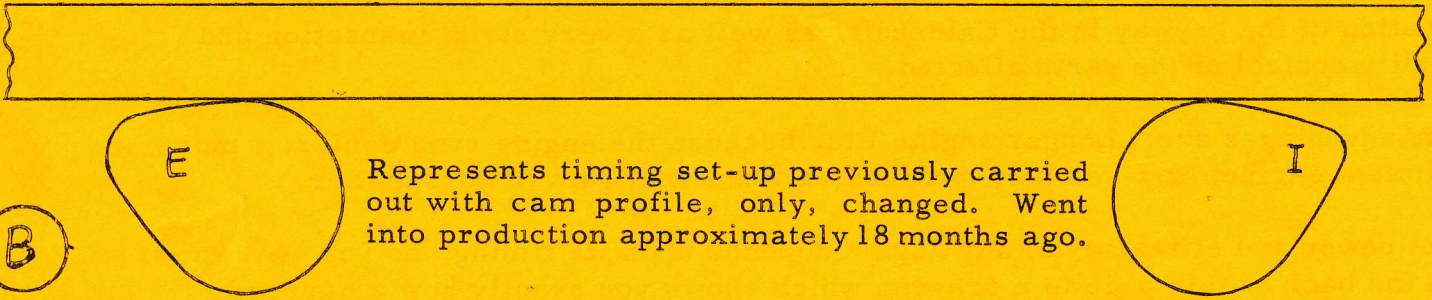 E
I
Represents timing set-up previously carried
out with cam profile, only, changed. Went
into production approximately 18 months ago.
B